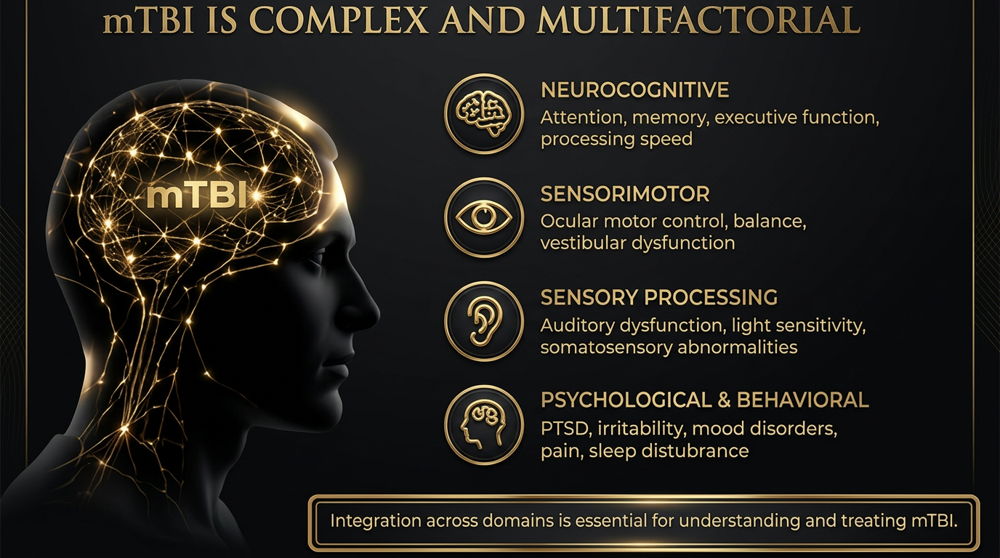 mTBI IS COMPLEX AND MULTIFACTORIAL
mTBI
NEUROCOGNITIVE
Attention, memory, executive function,
processing speed
SENSORIMOTOR
Ocular motor control, balance,
vestibular dysfunction
SENSORY PROCESSING
Auditory dysfunction, light sensitivity,
somatosensory abnormalities
PSYCHOLOGICAL & BEHAVIORAL
PTSD, irritability, mood disorders,
pain, sleep distubrance
Integration across domains is essential for understanding and treating mTBI.